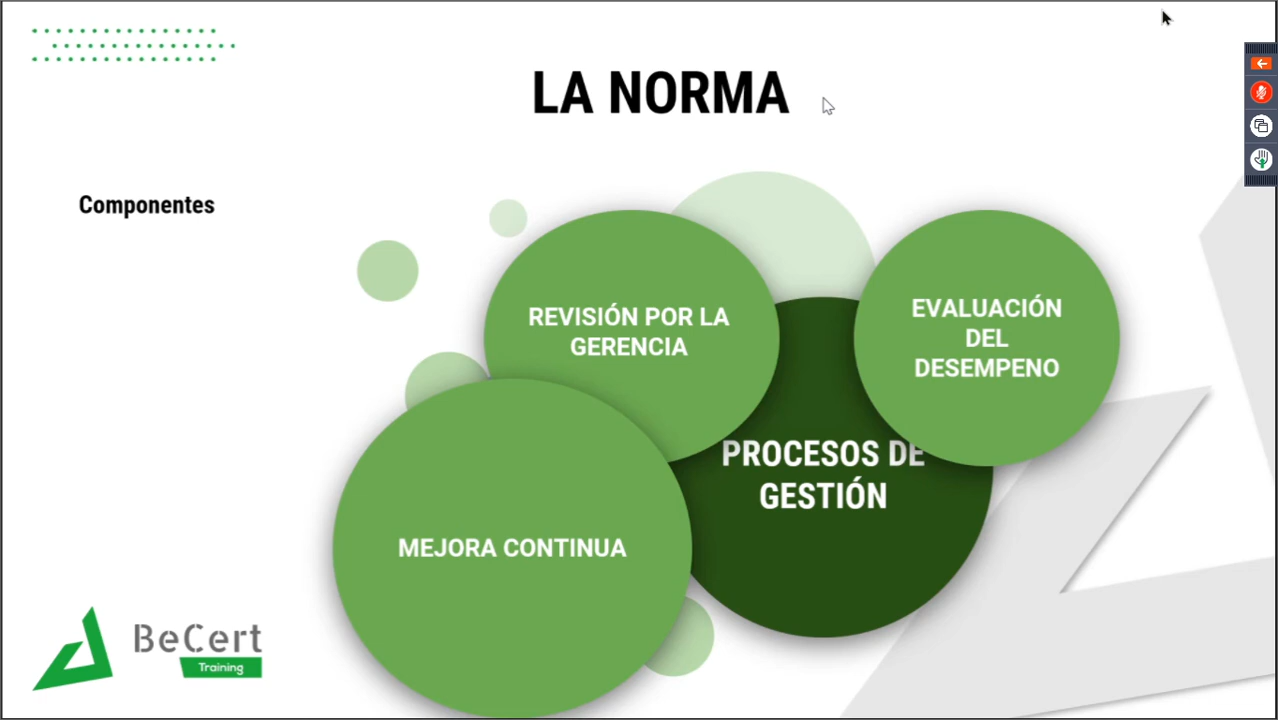 LA NORMA
Componentes
REVISIÓN POR LA
GERENCIA
EVALUACIÓN
DEL
DESEMPENO
PROCESOS DE
GESTIÓN
MEJORA CONTINUA
BeCert
Training